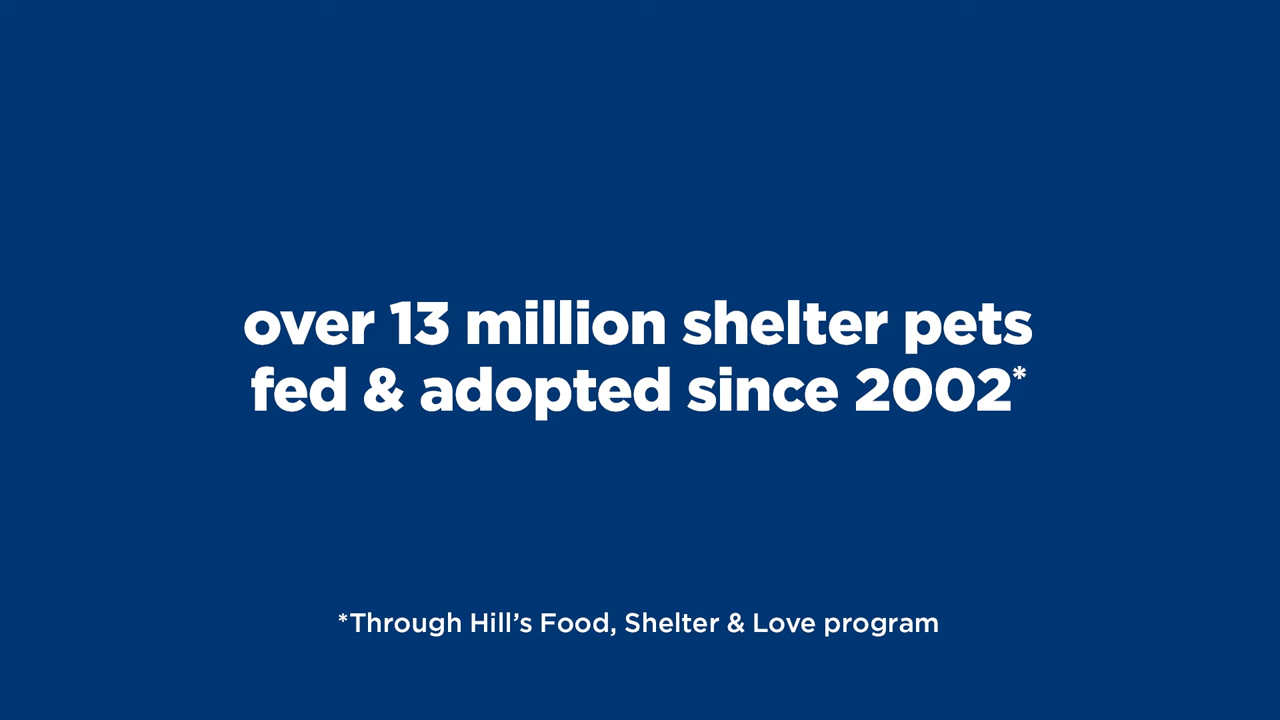 over 13 million shelter pets
fed & adopted since 2002*
*Through Hill’s Food, Shelter & Love program